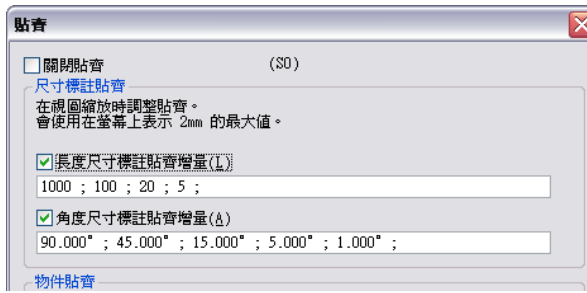 貼齊
關閉貼齊 (SO)
尺寸標註貼齊
在視圖縮放時調整貼齊。
會使用在螢幕上表示 2mm 的最大值。
長度尺寸標註貼齊增量(L)
1000 ; 100 ; 20 ; 5 ;
角度尺寸標註貼齊增量(A)
90.000° ; 45.000° ; 15.000° ; 5.000° ; 1.000° ;
物件貼齊